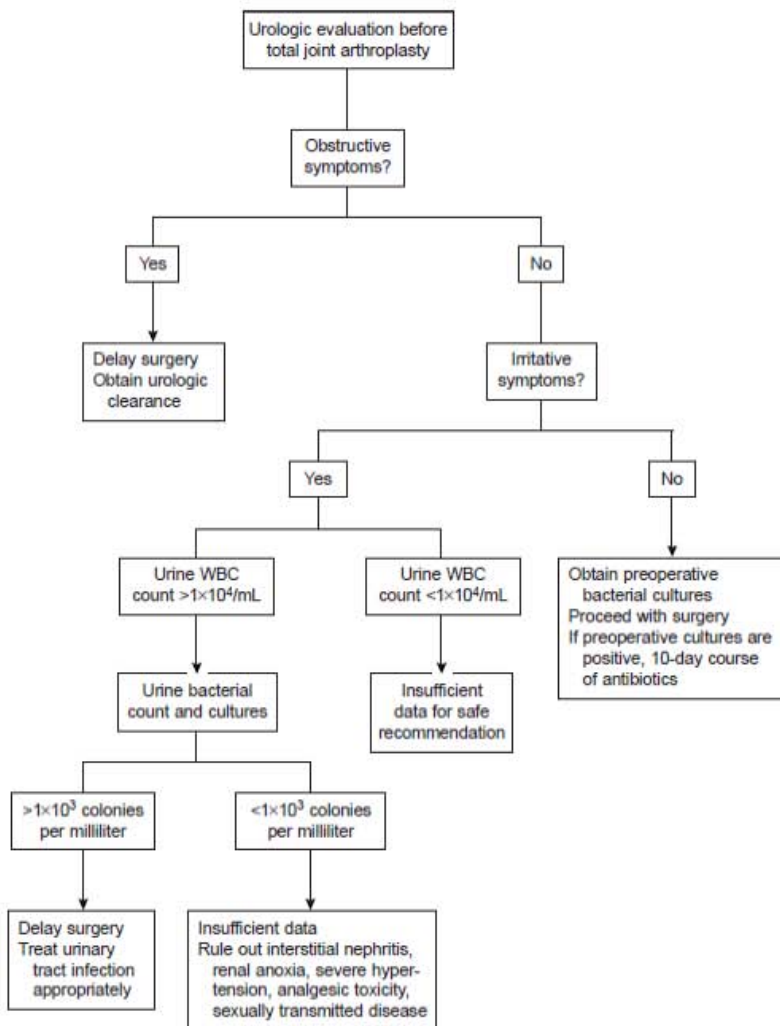 Urologic evaluation before
total joint arthroplasty
Obstructive
symptoms?
Yes
No
Delay surgery
Obtain urologic
clearance
Irritative
symptoms?
Yes
No
Urine WBC
count >1×10⁴/mL
Urine WBC
count <1×10⁴/mL
Obtain preoperative
bacterial cultures
Proceed with surgery
If preoperative cultures are
positive, 10-day course
of antibiotics
Urine bacterial
count and cultures
Insufficient
data for safe
recommendation
>1×10³ colonies
per milliliter
<1×10³ colonies
per milliliter
Delay surgery
Treat urinary
tract infection
appropriately
Insufficient data
Rule out interstitial nephritis,
renal anoxia, severe hyper-
tension, analgesic toxicity,
sexually transmitted disease